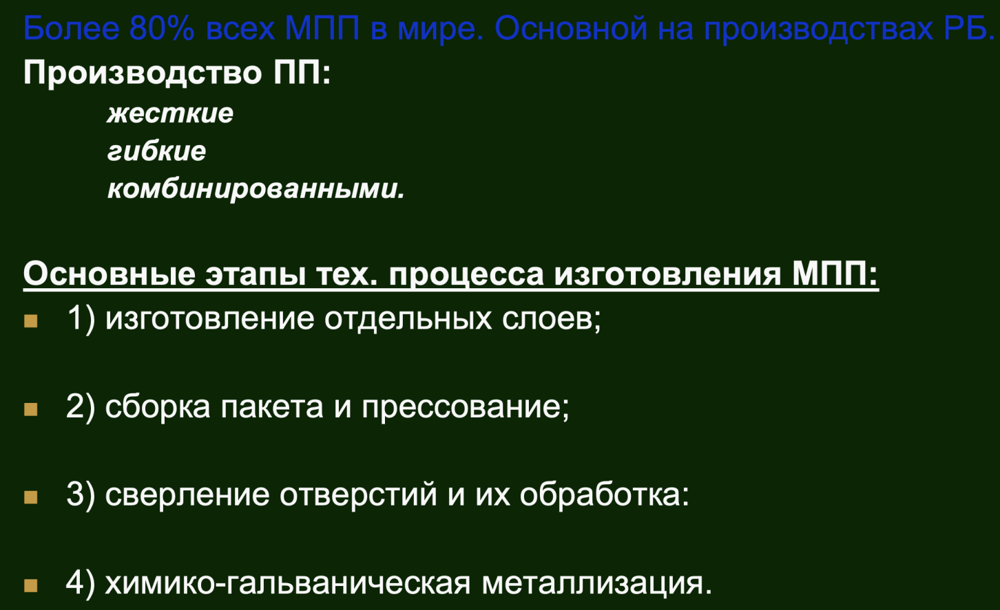 Более 80% всех МПП в мире. Основной на производствах РБ.
Производство ПП:
жесткие
гибкие
комбинированными.
Основные этапы тех. процесса изготовления МПП:
1) изготовление отдельных слоев;
2) сборка пакета и прессование;
3) сверление отверстий и их обработка:
4) химико-гальваническая металлизация.